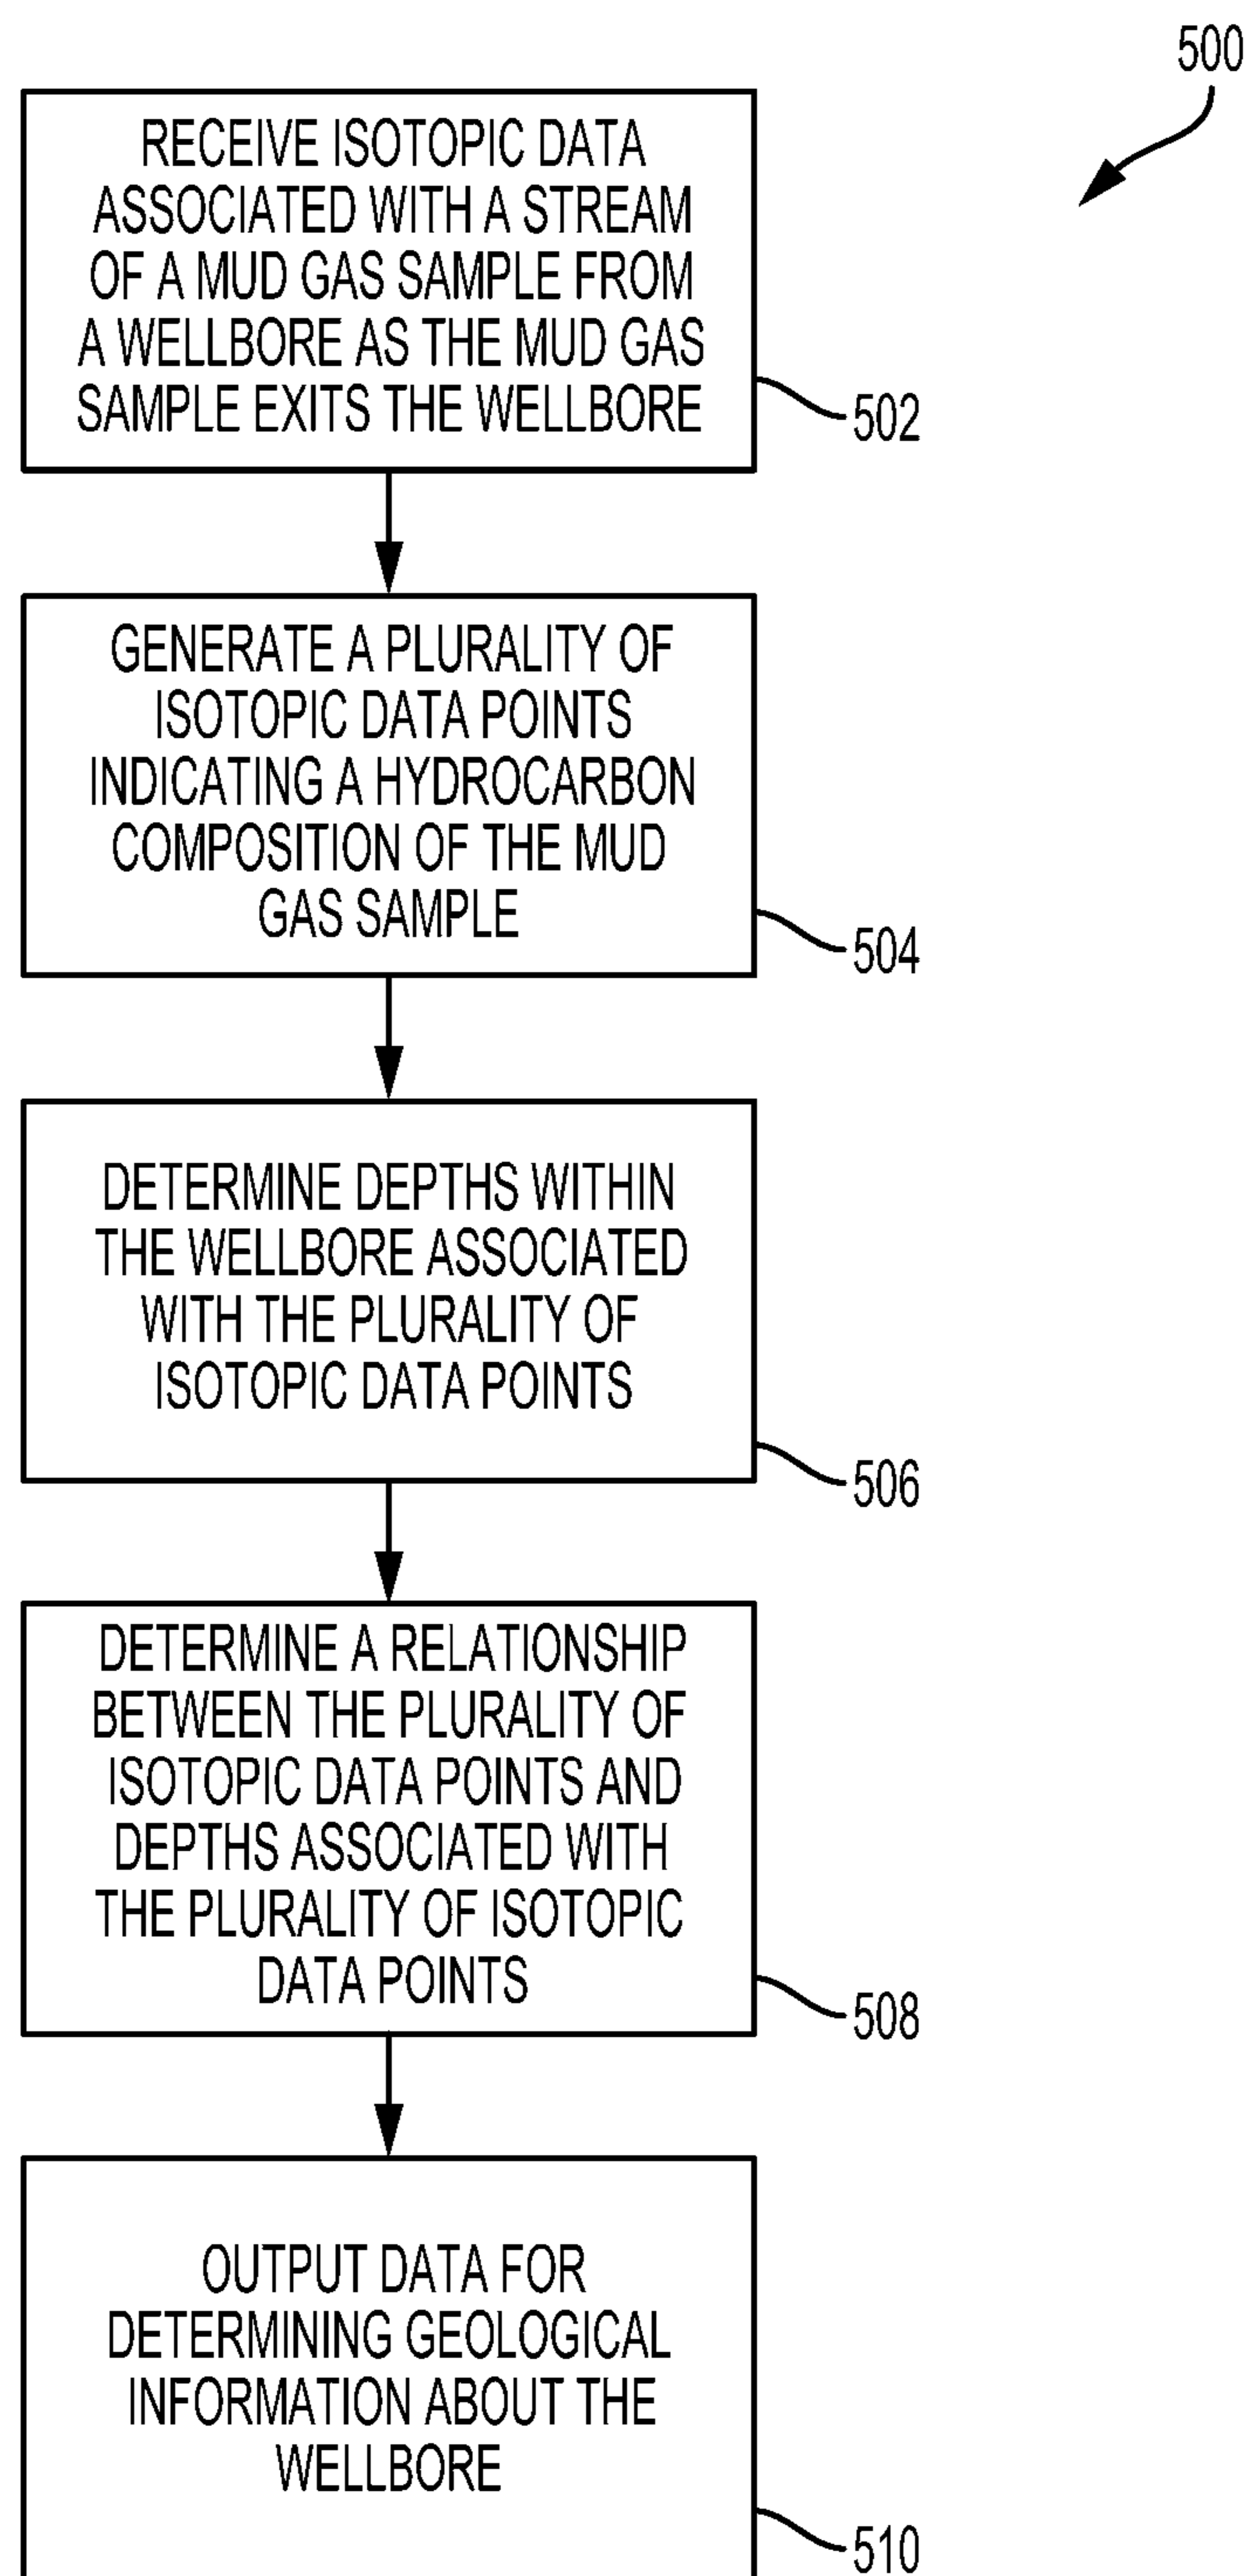 500
RECEIVE ISOTOPIC DATA
ASSOCIATED WITH A STREAM
OF A MUD GAS SAMPLE FROM
A WELLBORE AS THE MUD GAS
SAMPLE EXITS THE WELLBORE
502
GENERATE A PLURALITY OF
ISOTOPIC DATA POINTS
INDICATING A HYDROCARBON
COMPOSITION OF THE MUD
GAS SAMPLE
504
DETERMINE DEPTHS WITHIN
THE WELLBORE ASSOCIATED
WITH THE PLURALITY OF
ISOTOPIC DATA POINTS
506
DETERMINE A RELATIONSHIP
BETWEEN THE PLURALITY OF
ISOTOPIC DATA POINTS AND
DEPTHS ASSOCIATED WITH
THE PLURALITY OF ISOTOPIC
DATA POINTS
508
OUTPUT DATA FOR
DETERMINING GEOLOGICAL
INFORMATION ABOUT THE
WELLBORE
510